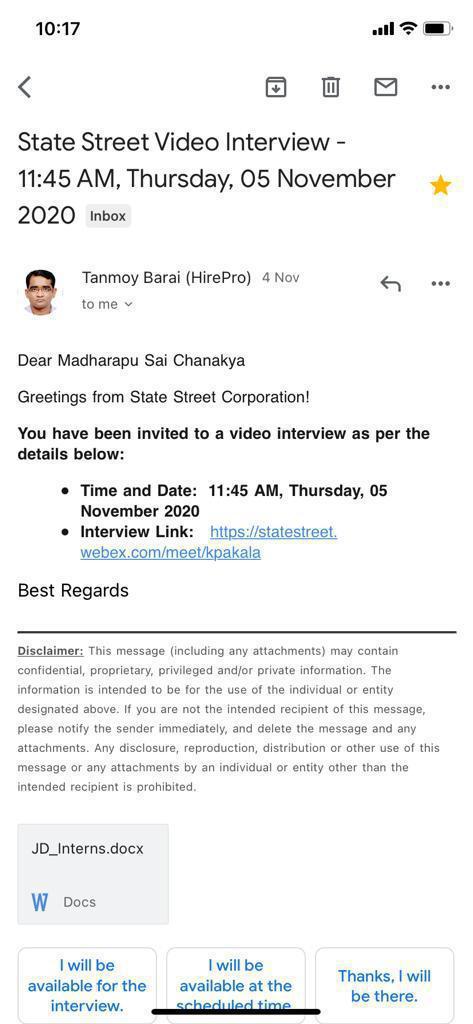 10:17
State Street Video Interview -
11:45 AM, Thursday, 05 November
2020 Inbox
Tanmoy Barai (HirePro) 4 Nov
to me
Dear Madharapu Sai Chanakya
Greetings from State Street Corporation!
You have been invited to a video interview as per the
details below:
• Time and Date: 11:45 AM, Thursday, 05
November 2020
• Interview Link: https://statestreet.
webex.com/meet/kpakala
Best Regards
Disclaimer: This message (including any attachments) may contain
confidential, proprietary, privileged and/or private information. The
information is intended to be for the use of the individual or entity
designated above. If you are not the intended recipient of this message,
please notify the sender immediately, and delete the message and any
attachments. Any disclosure, reproduction, distribution or other use of this
message or any attachments by an individual or entity other than the
intended recipient is prohibited.
JD_Interns.docx
W Docs
I will be
available for the
interview.
I will be
available at the
scheduled time.
Thanks, I will
be there.